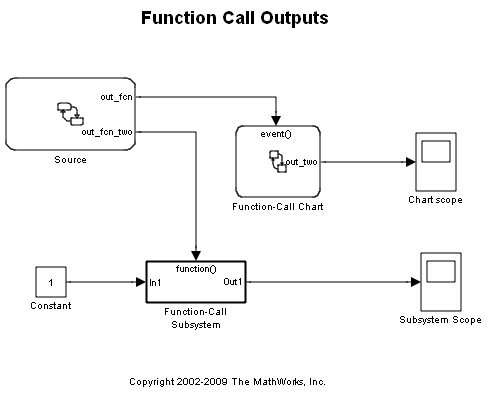 Function Call Outputs
out_fcn
out_fcn_two
Source
event()
out_two
Function-Call Chart
Chart scope
function()
In1
Out1
Function-Call
Subsystem
1
Constant
Subsystem Scope
Copyright 2002-2009 The MathWorks, Inc.